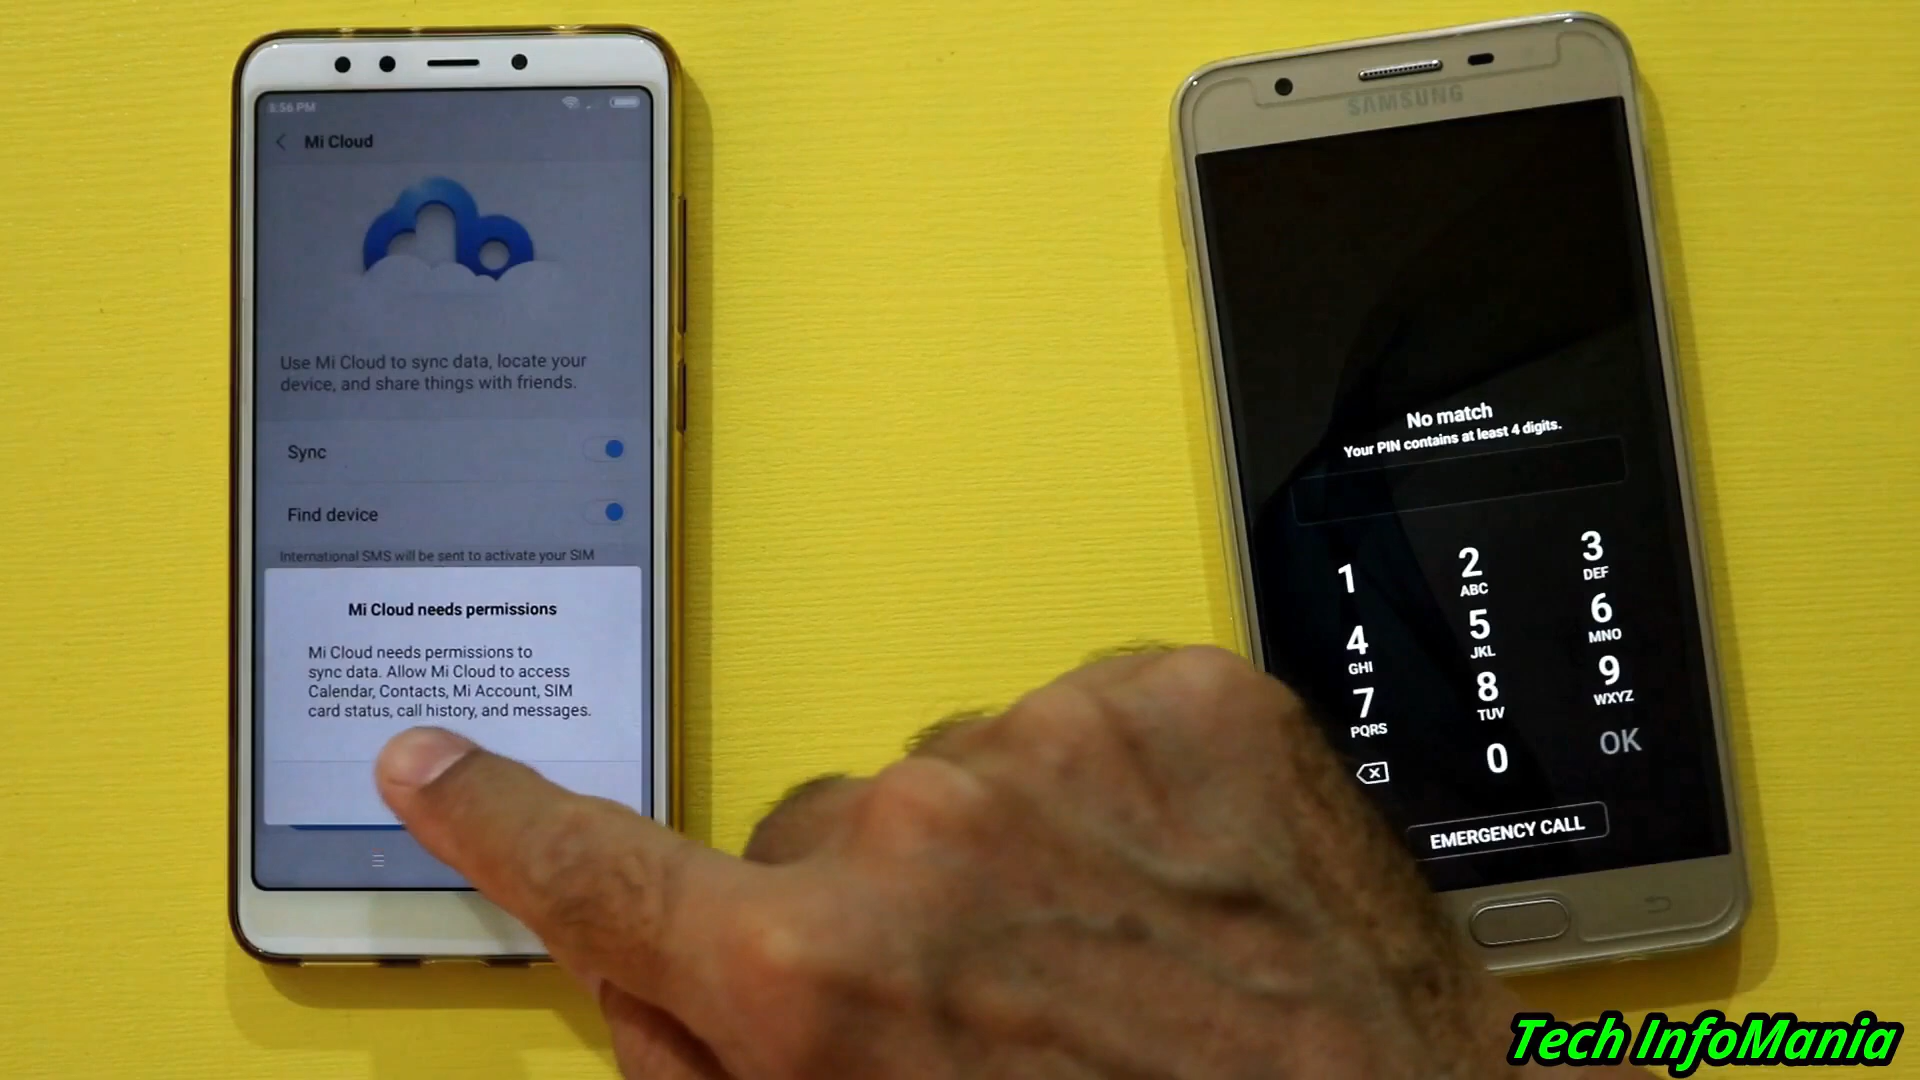 5:56 PM
Mi Cloud
Use Mi Cloud to sync data, locate your
device, and share things with friends.
Sync
Find device
International SMS will be sent to activate your SIM
Mi Cloud needs permissions
Mi Cloud needs permissions to
sync data. Allow Mi Cloud to access
Calendar, Contacts, Mi Account, SIM
card status, call history, and messages.
SAMSUNG
No match
Your PIN contains at least 4 digits.
1 2 3
ABC DEF
4 5 6
GHI JKL MNO
7 8 9
PQRS TUV WXYZ
0 OK
EMERGENCY CALL
Tech InfoMania